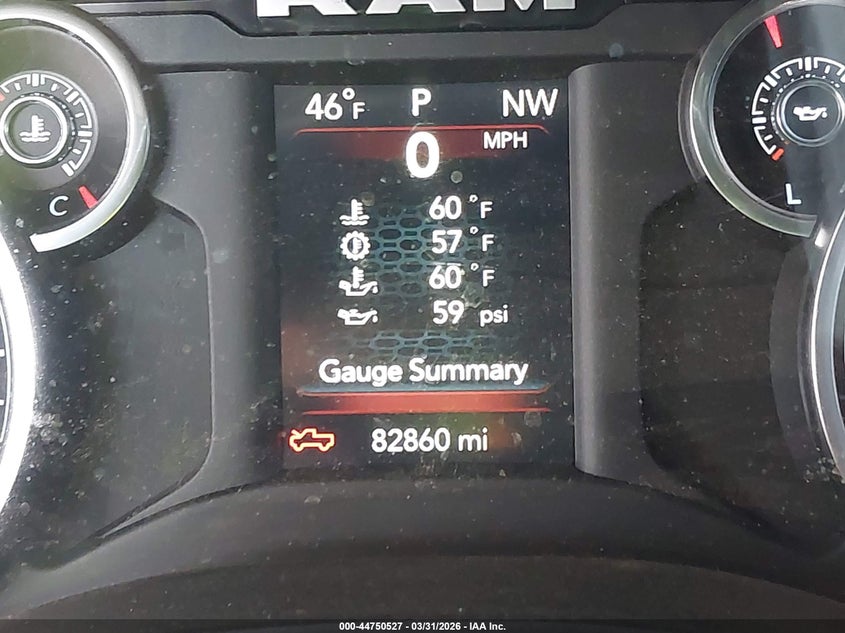 RAM
46°F P NW
0 MPH
60 °F
57 °F
60 °F
59 psi
Gauge Summary
82860 mi
C
L
000-44750527 - 03/31/2026 - IAA Inc.